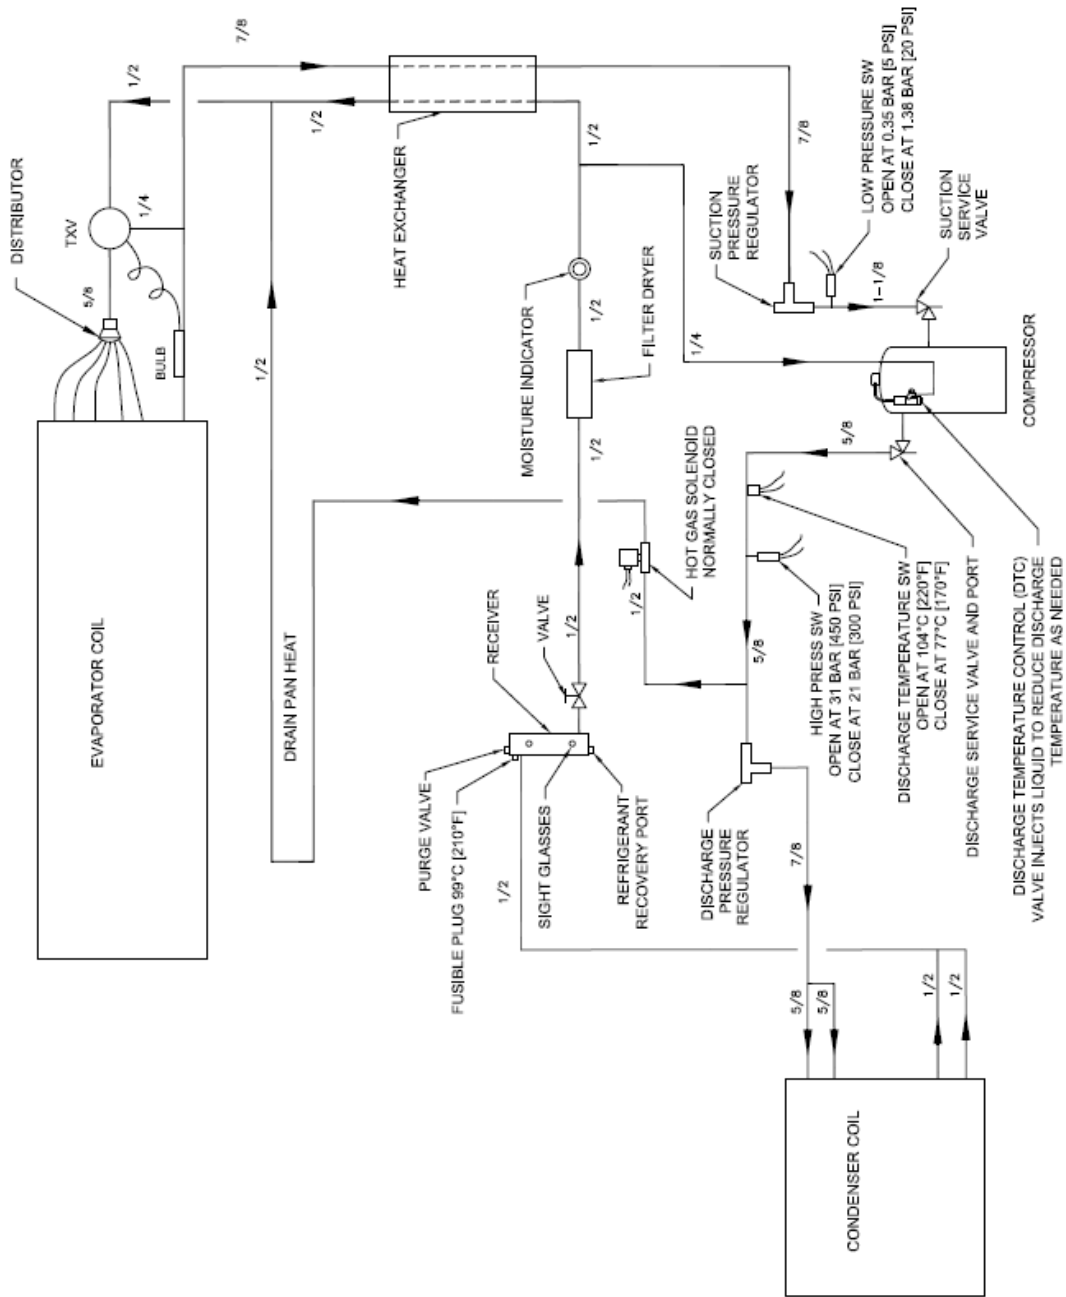 EVAPORATOR COIL
DISTRIBUTOR
TXV
BULB
5/8
1/4
1/2
7/8
DRAIN PAN HEAT
1/2
1/2
HEAT EXCHANGER
1/2
PURGE VALVE
FUSIBLE PLUG 99°C [210°F]
1/2
SIGHT GLASSES
REFRIGERANT
RECOVERY PORT
RECEIVER
VALVE
1/2
MOISTURE INDICATOR
1/2
1/2
FILTER DRYER
1/4
HOT GAS SOLENOID
NORMALLY CLOSED
1/2
SUCTION
PRESSURE
REGULATOR
7/8
LOW PRESSURE SW
OPEN AT 0.35 BAR [5 PSI]
CLOSE AT 1.38 BAR [20 PSI]
1-1/8
SUCTION
SERVICE
VALVE
COMPRESSOR
5/8
5/8
HIGH PRESS SW
OPEN AT 31 BAR [450 PSI]
CLOSE AT 21 BAR [300 PSI]
DISCHARGE TEMPERATURE SW
OPEN AT 104°C [220°F]
CLOSE AT 77°C [170°F]
DISCHARGE SERVICE VALVE AND PORT
DISCHARGE TEMPERATURE CONTROL (DTC)
VALVE INJECTS LIQUID TO REDUCE DISCHARGE
TEMPERATURE AS NEEDED
DISCHARGE
PRESSURE
REGULATOR
7/8
5/8
5/8
1/2
1/2
CONDENSER COIL